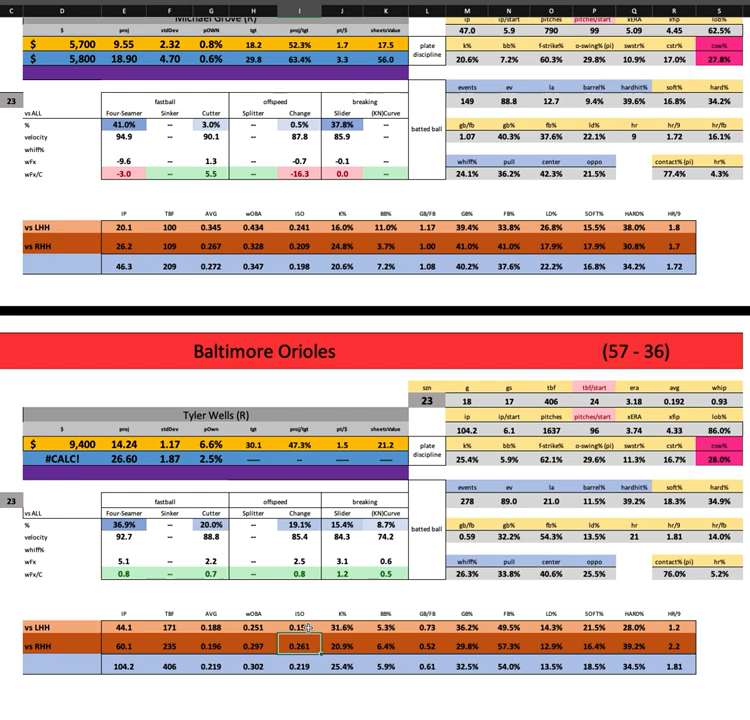 C D E F G H I J K L M N O P Q R S
Michael Grove (R) ip ip/start pitches pitches/start xERA xfip lob%
$ proj stdDev pOWN tgt proj/tgt pt/$ sheetsValue 47.0 5.9 790 99 5.09 4.45 62.5%
$ 5,700 9.55 2.32 0.8% 18.2 52.3% 1.7 17.5 plate discipline k% bb% f-strike% o-swing% (pi) swstr% cstr% csw%
$ 5,800 18.90 4.70 0.6% 29.8 63.4% 3.3 56.0 20.6% 7.2% 60.3% 29.8% 10.9% 17.0% 27.8%
events ev la barrel% hardhit% soft% hard%
23 fastball offspeed breaking 149 88.8 12.7 9.4% 39.6% 16.8% 34.2%
vs ALL Four-Seamer Sinker Cutter Splitter Change Slider (KN)Curve
% 41.0% -- 3.0% -- 0.5% 37.8% -- batted ball gb/fb gb% fb% ld% hr hr/9 hr/fb
velocity 94.9 -- 90.1 -- 87.8 85.9 -- 1.07 40.2% 37.6% 22.1% 9 1.72 16.1%
whiff%
wFx -9.6 -- 1.3 -- -0.7 -0.1 -- whiff% pull center oppo contact% (pi) hr%
wFx/C -3.0 -- 5.5 -- -16.3 0.0 -- 24.1% 36.2% 42.3% 21.5% 77.4% 4.3%
IP TBF AVG wOBA ISO K% BB% GB/FB GB% FB% LD% SOFT% HARD% HR/9
vs LHH 20.1 100 0.345 0.434 0.241 16.0% 11.0% 1.17 39.4% 33.8% 26.8% 15.5% 38.0% 1.8
vs RHH 26.2 109 0.267 0.328 0.209 24.8% 3.7% 1.00 41.0% 41.0% 17.9% 17.9% 30.8% 1.7
46.3 209 0.272 0.347 0.198 20.6% 7.2% 1.08 40.2% 37.6% 22.2% 16.8% 34.2% 1.72
Baltimore Orioles (57 - 36)
szn g gs tbf tbf/start era avg whip
23 18 17 406 24 3.18 0.192 0.93
Tyler Wells (R) ip ip/start pitches pitches/start xERA xfip lob%
$ proj stdDev pOwn tgt proj/tgt pt/$ sheetsValue 104.2 6.1 1637 96 3.74 4.33 86.0%
$ 9,400 14.24 1.17 6.6% 30.1 47.3% 1.5 21.2 plate discipline k% bb% f-strike% o-swing% (pi) swstr% cstr% csw%
#CALC! 26.60 1.87 2.5% ----- ----- ----- ----- 25.4% 5.9% 62.1% 29.6% 11.3% 16.7% 28.0%
events ev la barrel% hardhit% soft% hard%
23 fastball offspeed breaking 278 89.0 21.0 11.5% 39.2% 18.3% 34.9%
vs ALL Four-Seamer Sinker Cutter Splitter Change Slider (KN)Curve
% 36.9% -- 20.0% -- 19.1% 15.4% 8.7% batted ball gb/fb gb% fb% ld% hr hr/9 hr/fb
velocity 92.7 -- 88.8 -- 85.4 84.3 74.2 0.59 32.2% 54.3% 13.5% 21 1.81 14.0%
whiff%
wFx 5.1 -- 2.2 -- 2.5 3.1 0.6 whiff% pull center oppo contact% (pi) hr%
wFx/C 0.8 -- 0.7 -- 0.8 1.2 0.5 26.3% 33.8% 40.6% 25.5% 76.0% 5.2%
IP TBF AVG wOBA ISO K% BB% GB/FB GB% FB% LD% SOFT% HARD% HR/9
vs LHH 44.1 171 0.188 0.251 31.6% 5.3% 0.73 36.2% 49.5% 14.3% 21.5% 28.0% 1.2
vs RHH 60.1 235 0.196 0.297 0.261 20.9% 6.4% 0.52 29.8% 57.3% 12.9% 16.4% 39.2% 2.2
104.2 406 0.219 0.302 0.219 25.4% 5.9% 0.61 32.5% 54.0% 13.5% 18.5% 34.5% 1.81